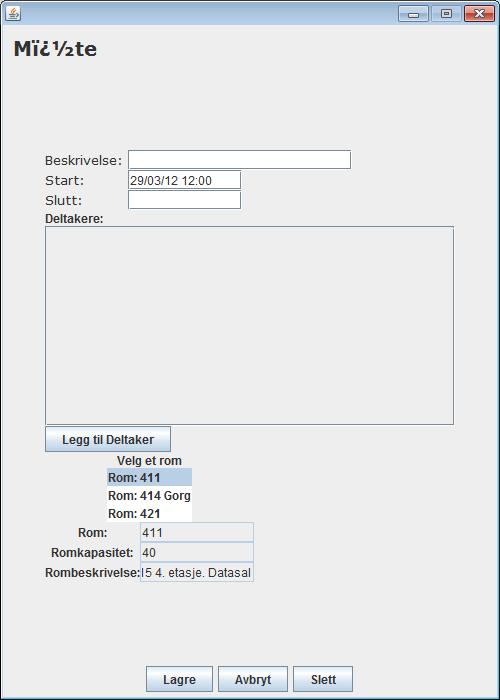 Mï¿½te
Beskrivelse:
Start: 29/03/12 12:00
Slutt:
Deltakere:
Legg til Deltaker
Velg et rom
Rom: 411
Rom: 414 Gorg
Rom: 421
Rom: 411
Romkapasitet: 40
Rombeskrivelse: 4. etasje. Datasal
Lagre Avbryt Slett